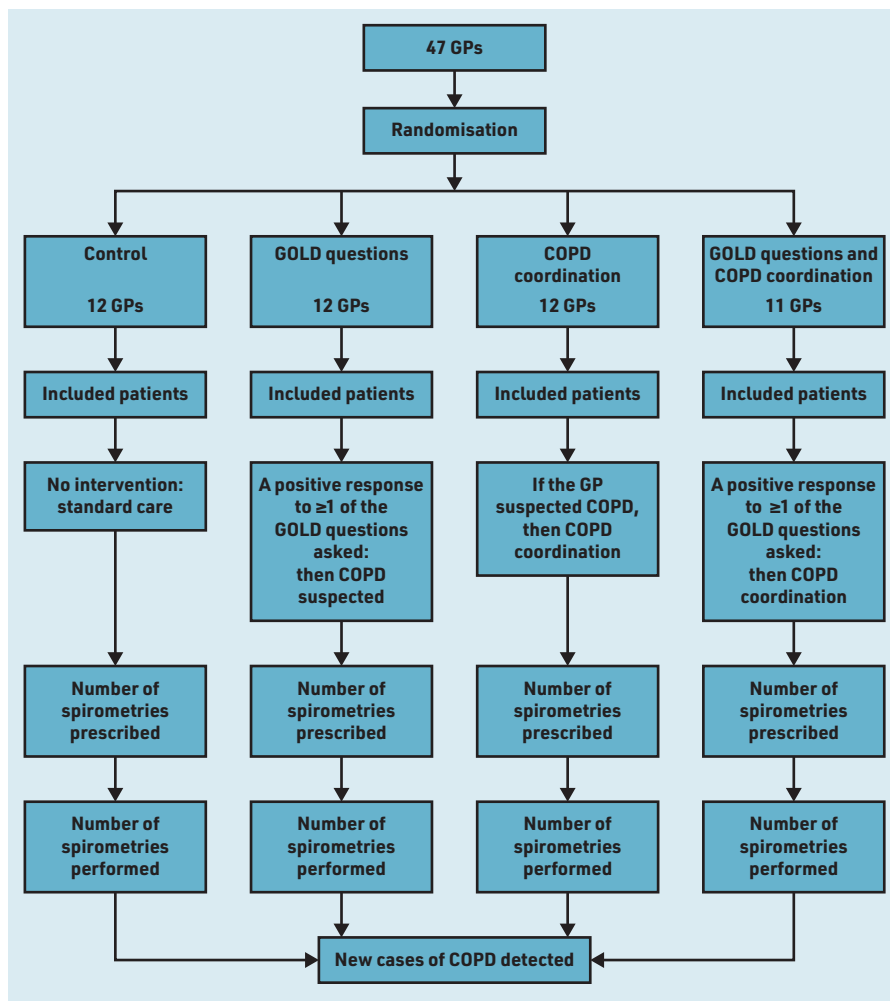 47 GPs
Randomisation
Control
12 GPs
GOLD questions
12 GPs
COPD
coordination
12 GPs
GOLD questions and
COPD coordination
11 GPs
Included patients
Included patients
Included patients
Included patients
No intervention:
standard care
A positive response
to ≥1 of the
GOLD questions
asked:
then COPD
suspected
If the GP
suspected COPD,
then COPD
coordination
A positive response
to ≥1 of the
GOLD questions
asked:
then COPD
coordination
Number of
spirometries
prescribed
Number of
spirometries
prescribed
Number of
spirometries
prescribed
Number of
spirometries
prescribed
Number of
spirometries
performed
Number of
spirometries
performed
Number of
spirometries
performed
Number of
spirometries
performed
New cases of COPD detected